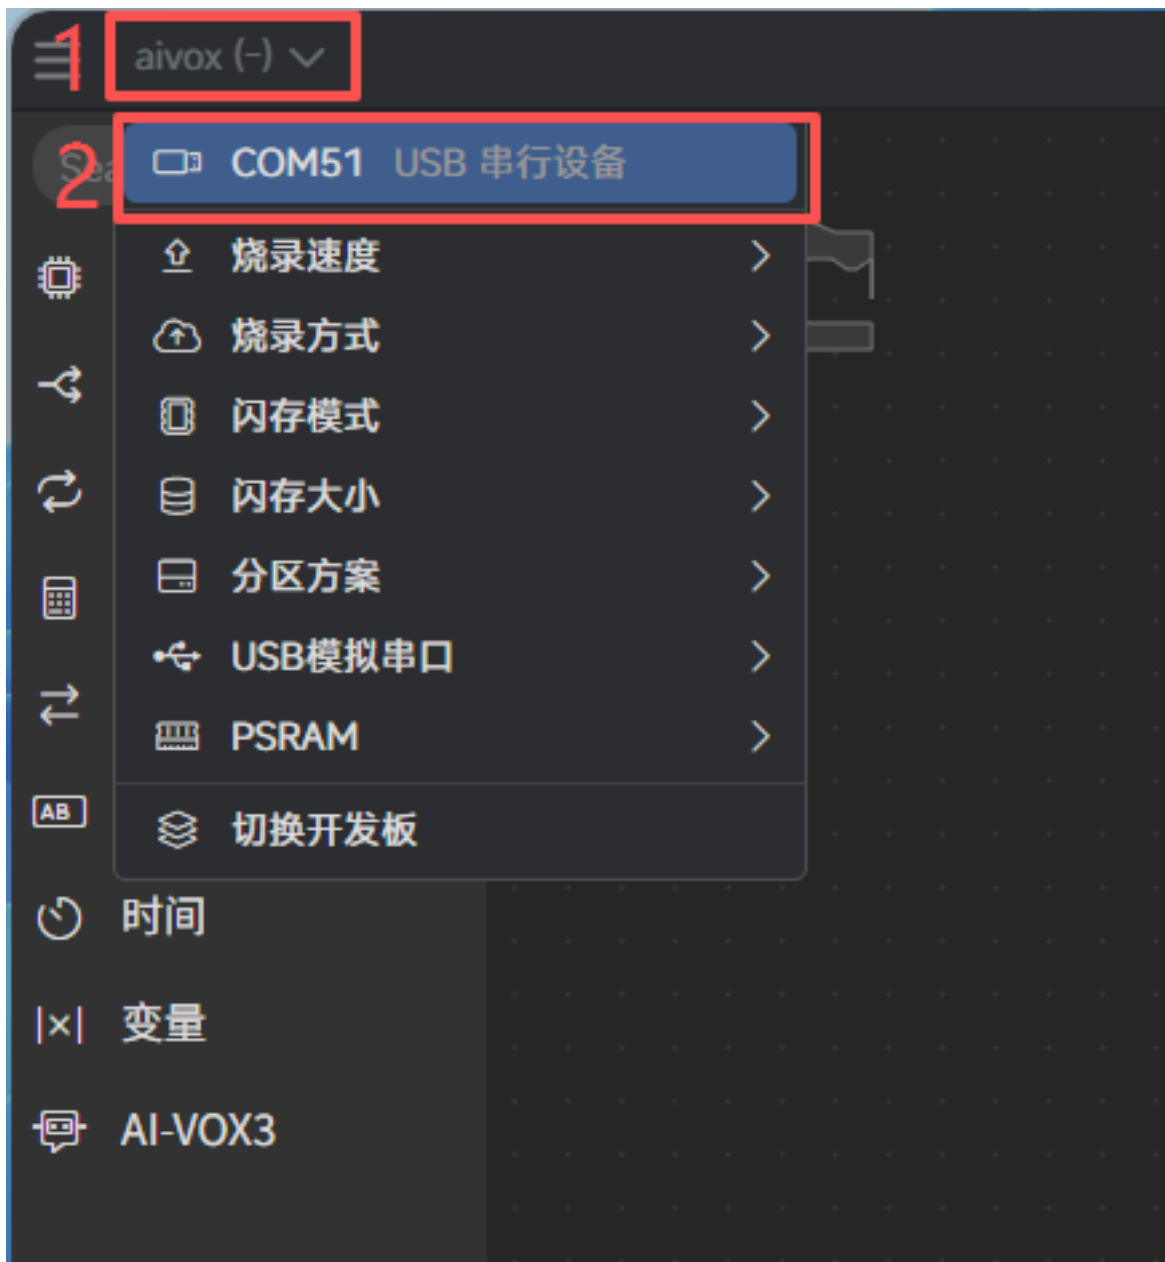 1
aivox (-)
2
Sea
COM51 USB 串行设备
烧录速度
烧录方式
闪存模式
闪存大小
分区方案
USB模拟串口
PSRAM
AB
切换开发板
时间
|×| 变量
AI-VOX3